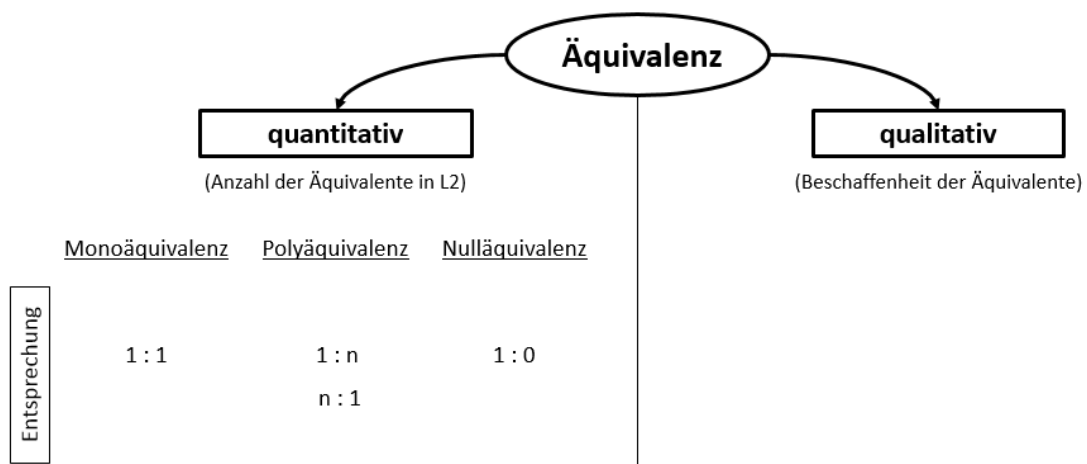 Äquivalenz
quantitativ
qualitativ
(Anzahl der Äquivalente in L2)
(Beschaffenheit der Äquivalente)
Monoäquivalenz Polyäquivalenz Nulläquivalenz
Entsprechung
1 : 1 1 : n 1 : 0
n : 1